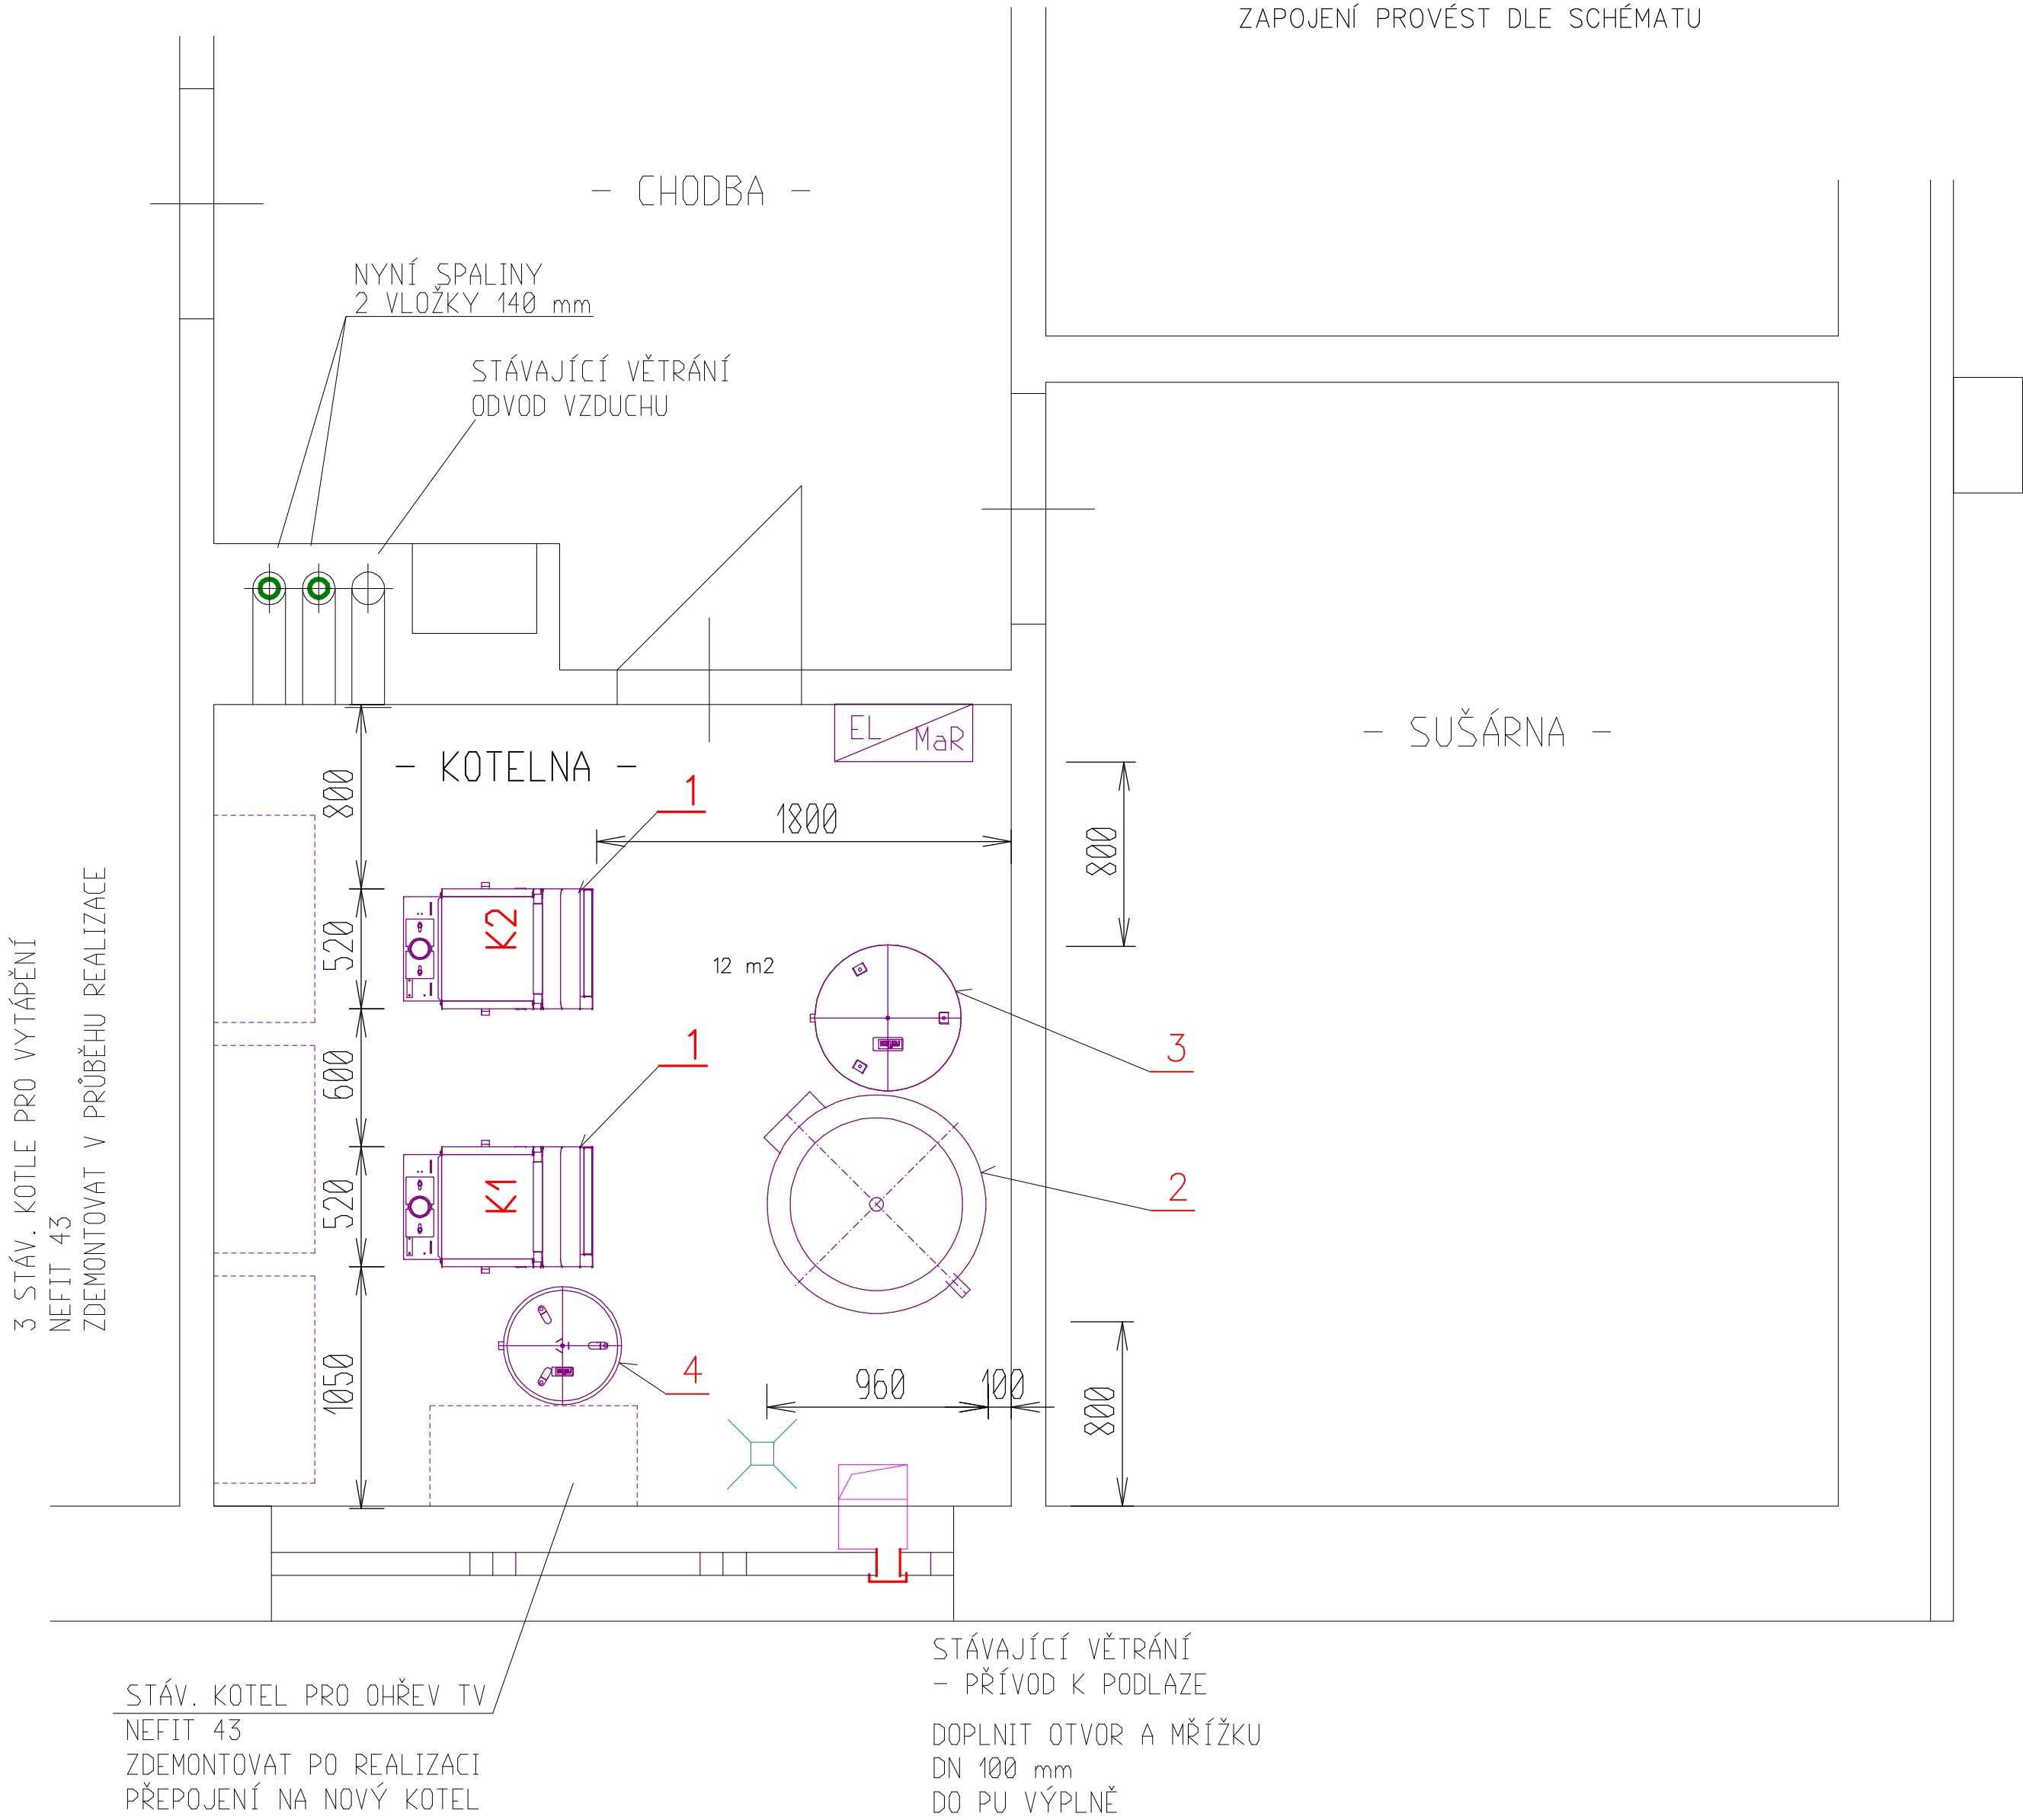 ZAPOJENÍ PROVÉST DLE SCHÉMATU
- CHODBA -
NYNÍ SPALINY
2 VLOŽKY 140 mm
STÁVAJÍCÍ VĚTRÁNÍ
ODVOD VZDUCHU
EL
MaR
- KOTELNA -
- SUŠÁRNA -
1
1800
800
800
K2
520
12 m2
1
3
600
K1
520
2
3 STÁV. KOTLE PRO VYTÁPĚNÍ
NEFIT 43
ZDEMONTOVAT V PRŮBĚHU REALIZACE
4
1050
960
100
800
STÁVAJÍCÍ VĚTRÁNÍ
- PŘÍVOD K PODLAZE
DOPLNIT OTVOR A MŘÍŽKU
DN 100 mm
DO PU VÝPLNĚ
STÁV. KOTEL PRO OHŘEV TV
NEFIT 43
ZDEMONTOVAT PO REALIZACI
PŘEPOJENÍ NA NOVÝ KOTEL